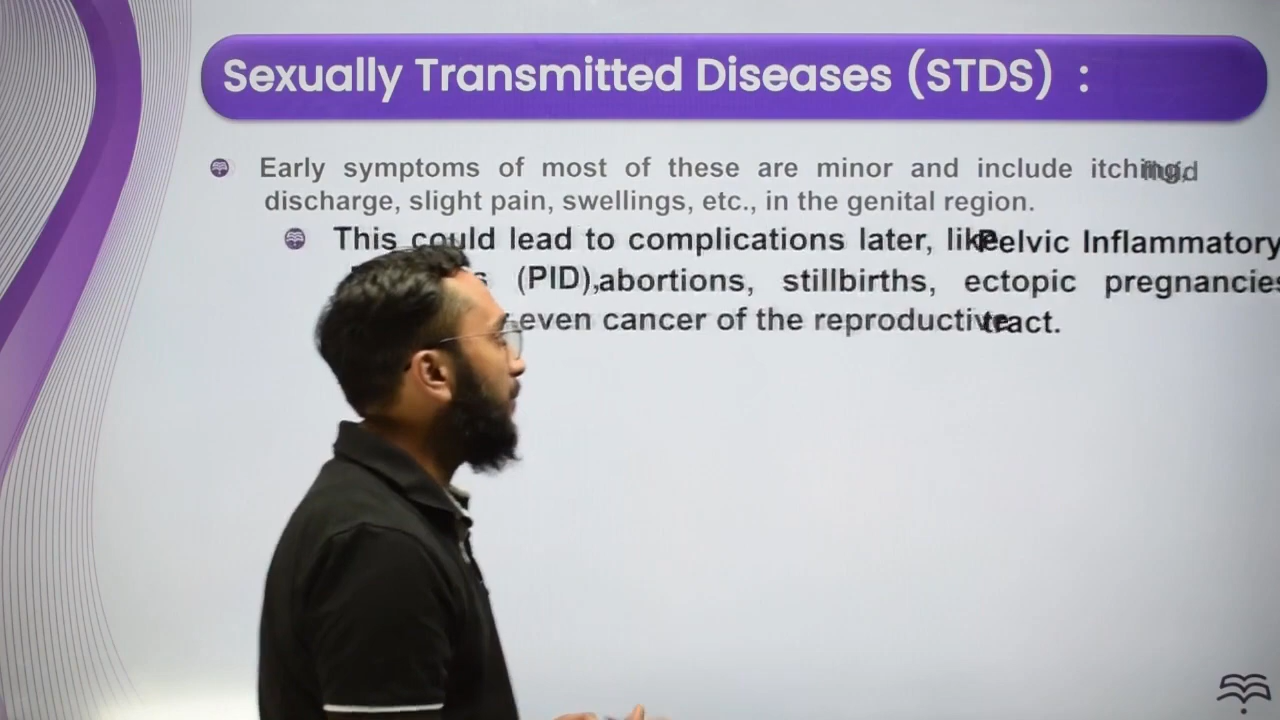 Sexually Transmitted Diseases (STDS) :
Early symptoms of most of these are minor and include itching, fluid
discharge, slight pain, swellings, etc., in the genital region.
This could lead to complications later, like Pelvic Inflammatory
(PID), abortions, stillbirths, ectopic pregnancies
even cancer of the reproductive tract.